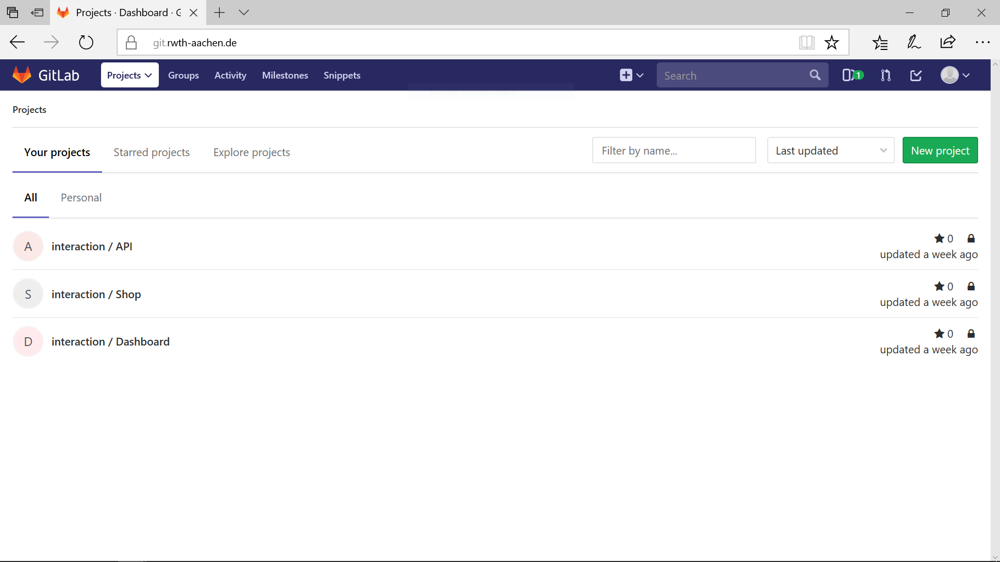 Projects · Dashboard · G
git.rwth-aachen.de
GitLab Projects Groups Activity Milestones Snippets Search 1
Projects
Your projects Starred projects Explore projects Filter by name... Last updated New project
All Personal
A interaction / API 0
updated a week ago
S interaction / Shop 0
updated a week ago
D interaction / Dashboard 0
updated a week ago